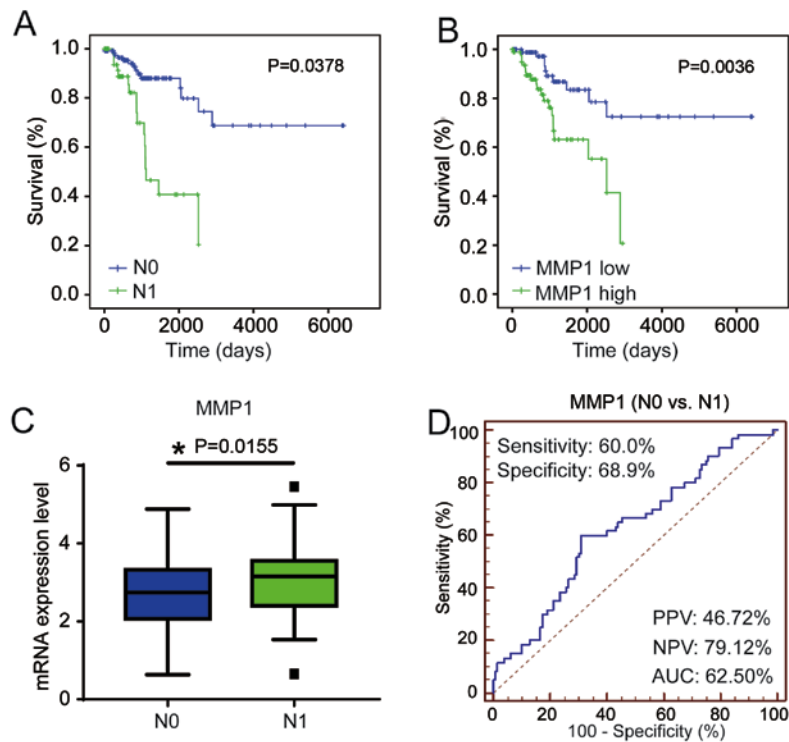 A
1.0
0.8
0.6
0.4
0.2
0.0
Survival (%)
P=0.0378
N0
N1
0
2000
4000
6000
Time (days)
B
1.0
0.8
0.6
0.4
0.2
0.0
Survival (%)
P=0.0036
MMP1 low
MMP1 high
0
2000
4000
6000
Time (days)
C
MMP1
* P=0.0155
6
4
2
0
mRNA expression level
N0
N1
D
MMP1 (N0 vs. N1)
100
80
60
40
20
0
Sensitivity (%)
Sensitivity: 60.0%
Specificity: 68.9%
PPV: 46.72%
NPV: 79.12%
AUC: 62.50%
0
20
40
60
80
100
100 - Specificity (%)